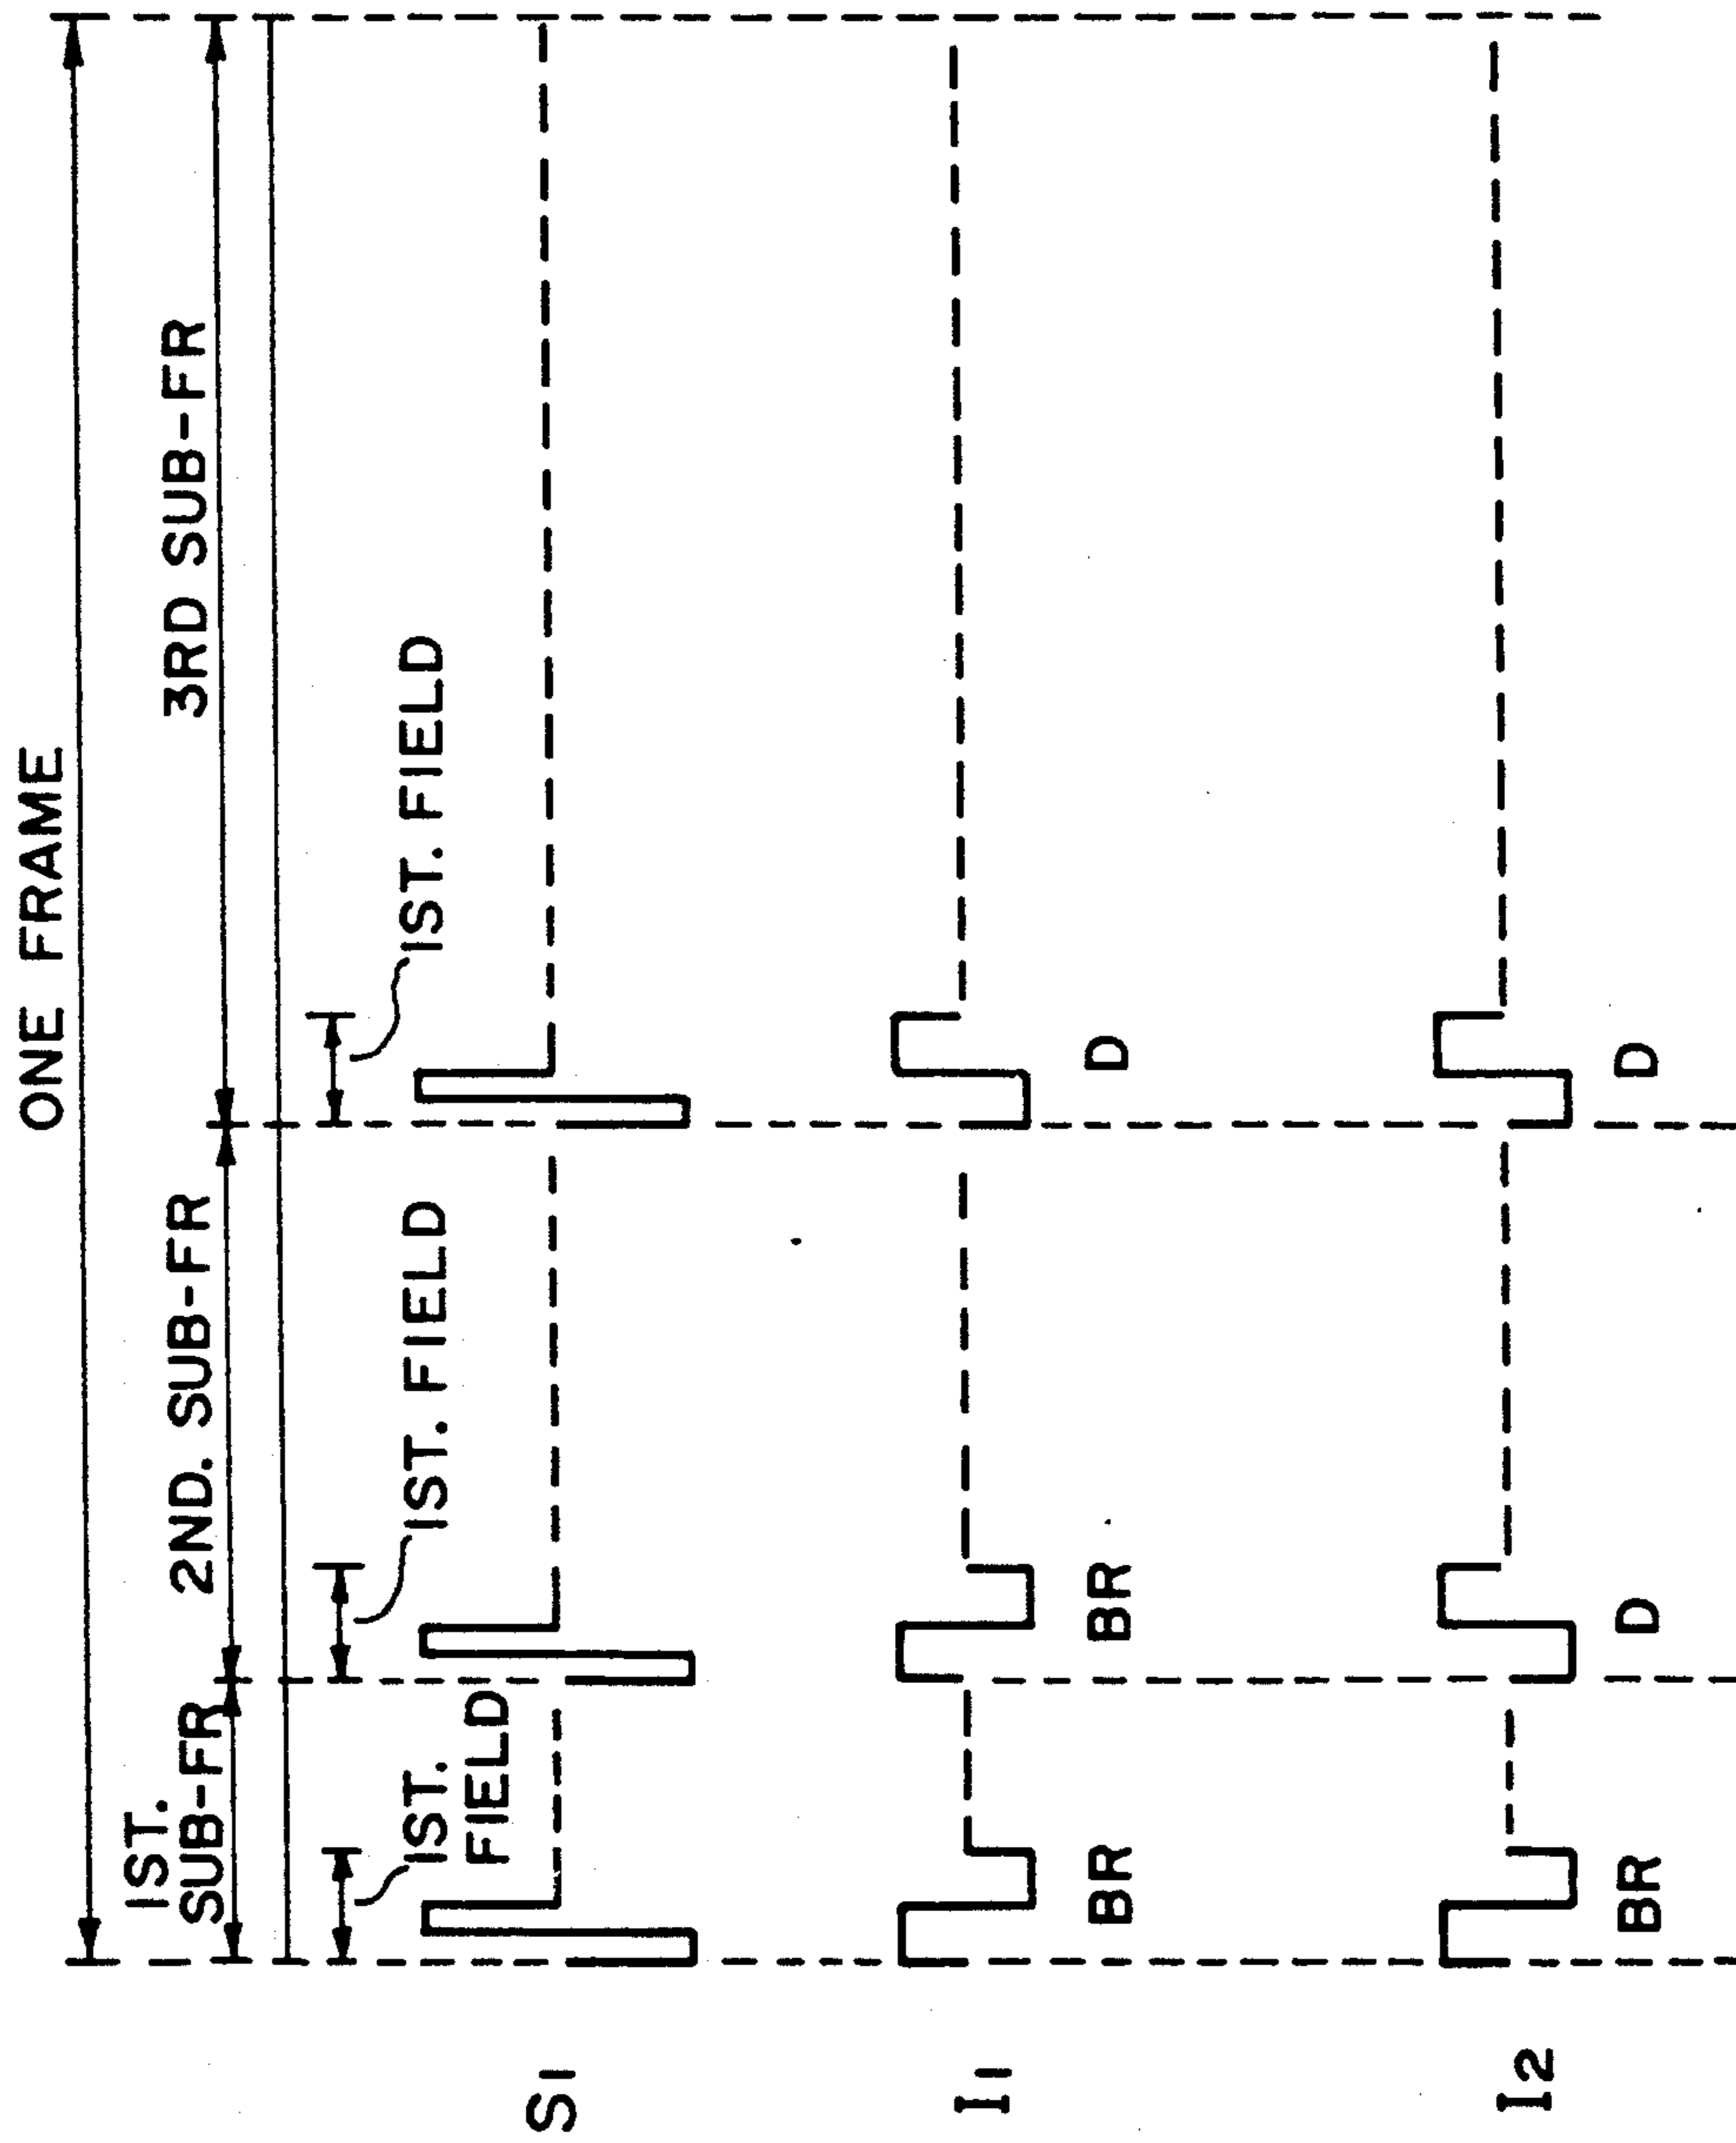 ONE FRAME
IST.
SUB-FR
2ND. SUB-FR
3RD SUB-FR
IST.
FIELD
IST. FIELD
IST. FIELD
S1
I1
BR
BR
D
I2
BR
D
D